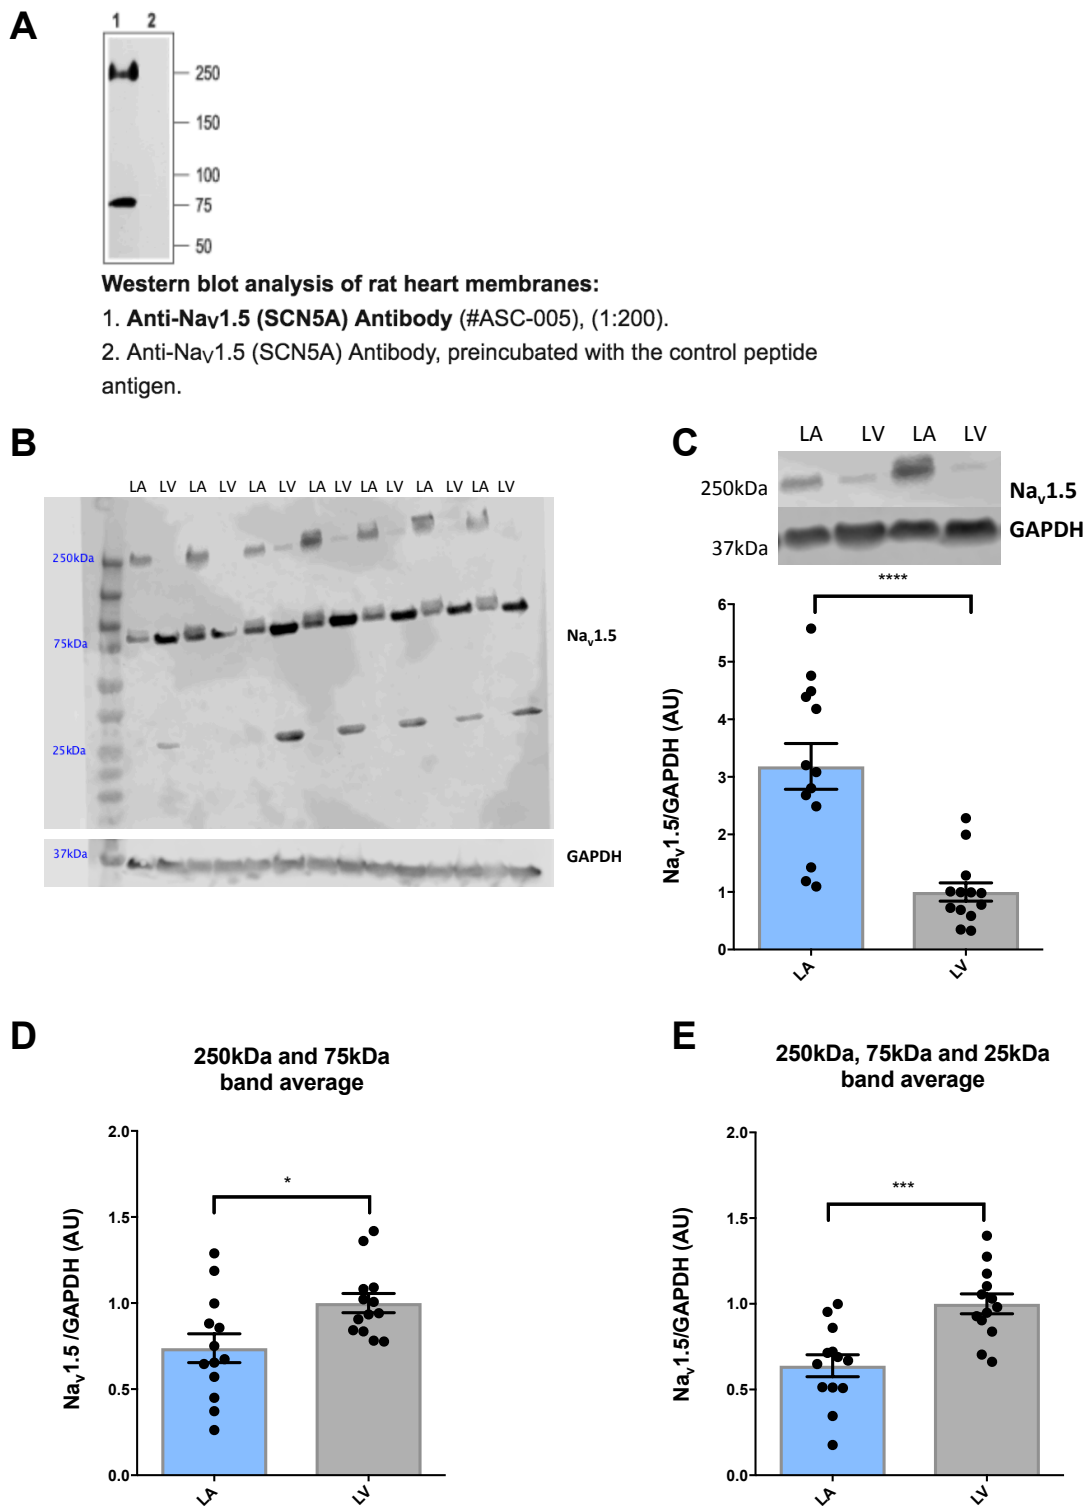 A
1 2
250
150
100
75
50
Western blot analysis of rat heart membranes:
1. Anti-NaV1.5 (SCN5A) Antibody (#ASC-005), (1:200).
2. Anti-NaV1.5 (SCN5A) Antibody, preincubated with the control peptide
antigen.
B
LA LV LA LV LA LV LA LV LA LV LA LV LA LV
250kDa
75kDa
25kDa
Nav1.5
37kDa
GAPDH
C
LA LV LA LV
250kDa
Nav1.5
GAPDH
37kDa
****
Nav1.5/GAPDH (AU)
6
5
4
3
2
1
0
LA
LV
D
250kDa and 75kDa
band average
*
Nav1.5 /GAPDH (AU)
2.0
1.5
1.0
0.5
0.0
LA
LV
E
250kDa, 75kDa and 25kDa
band average
***
Nav1.5/GAPDH (AU)
2.0
1.5
1.0
0.5
0.0
LA
LV